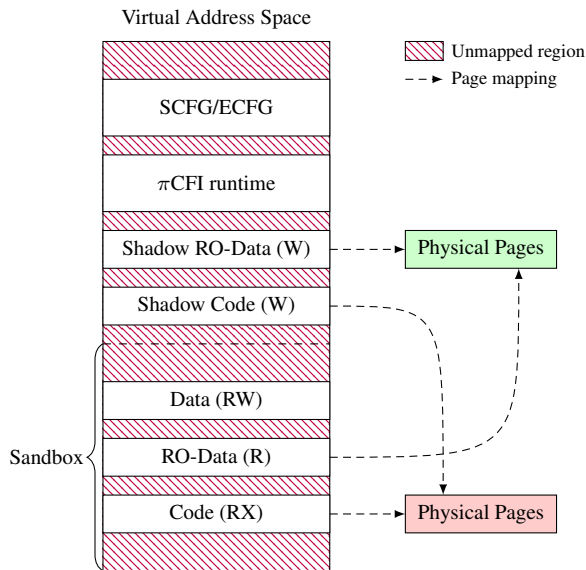 Virtual Address Space
Unmapped region
Page mapping
SCFG/ECFG
πCFI runtime
Shadow RO-Data (W)
Physical Pages
Shadow Code (W)
Data (RW)
Sandbox
RO-Data (R)
Code (RX)
Physical Pages